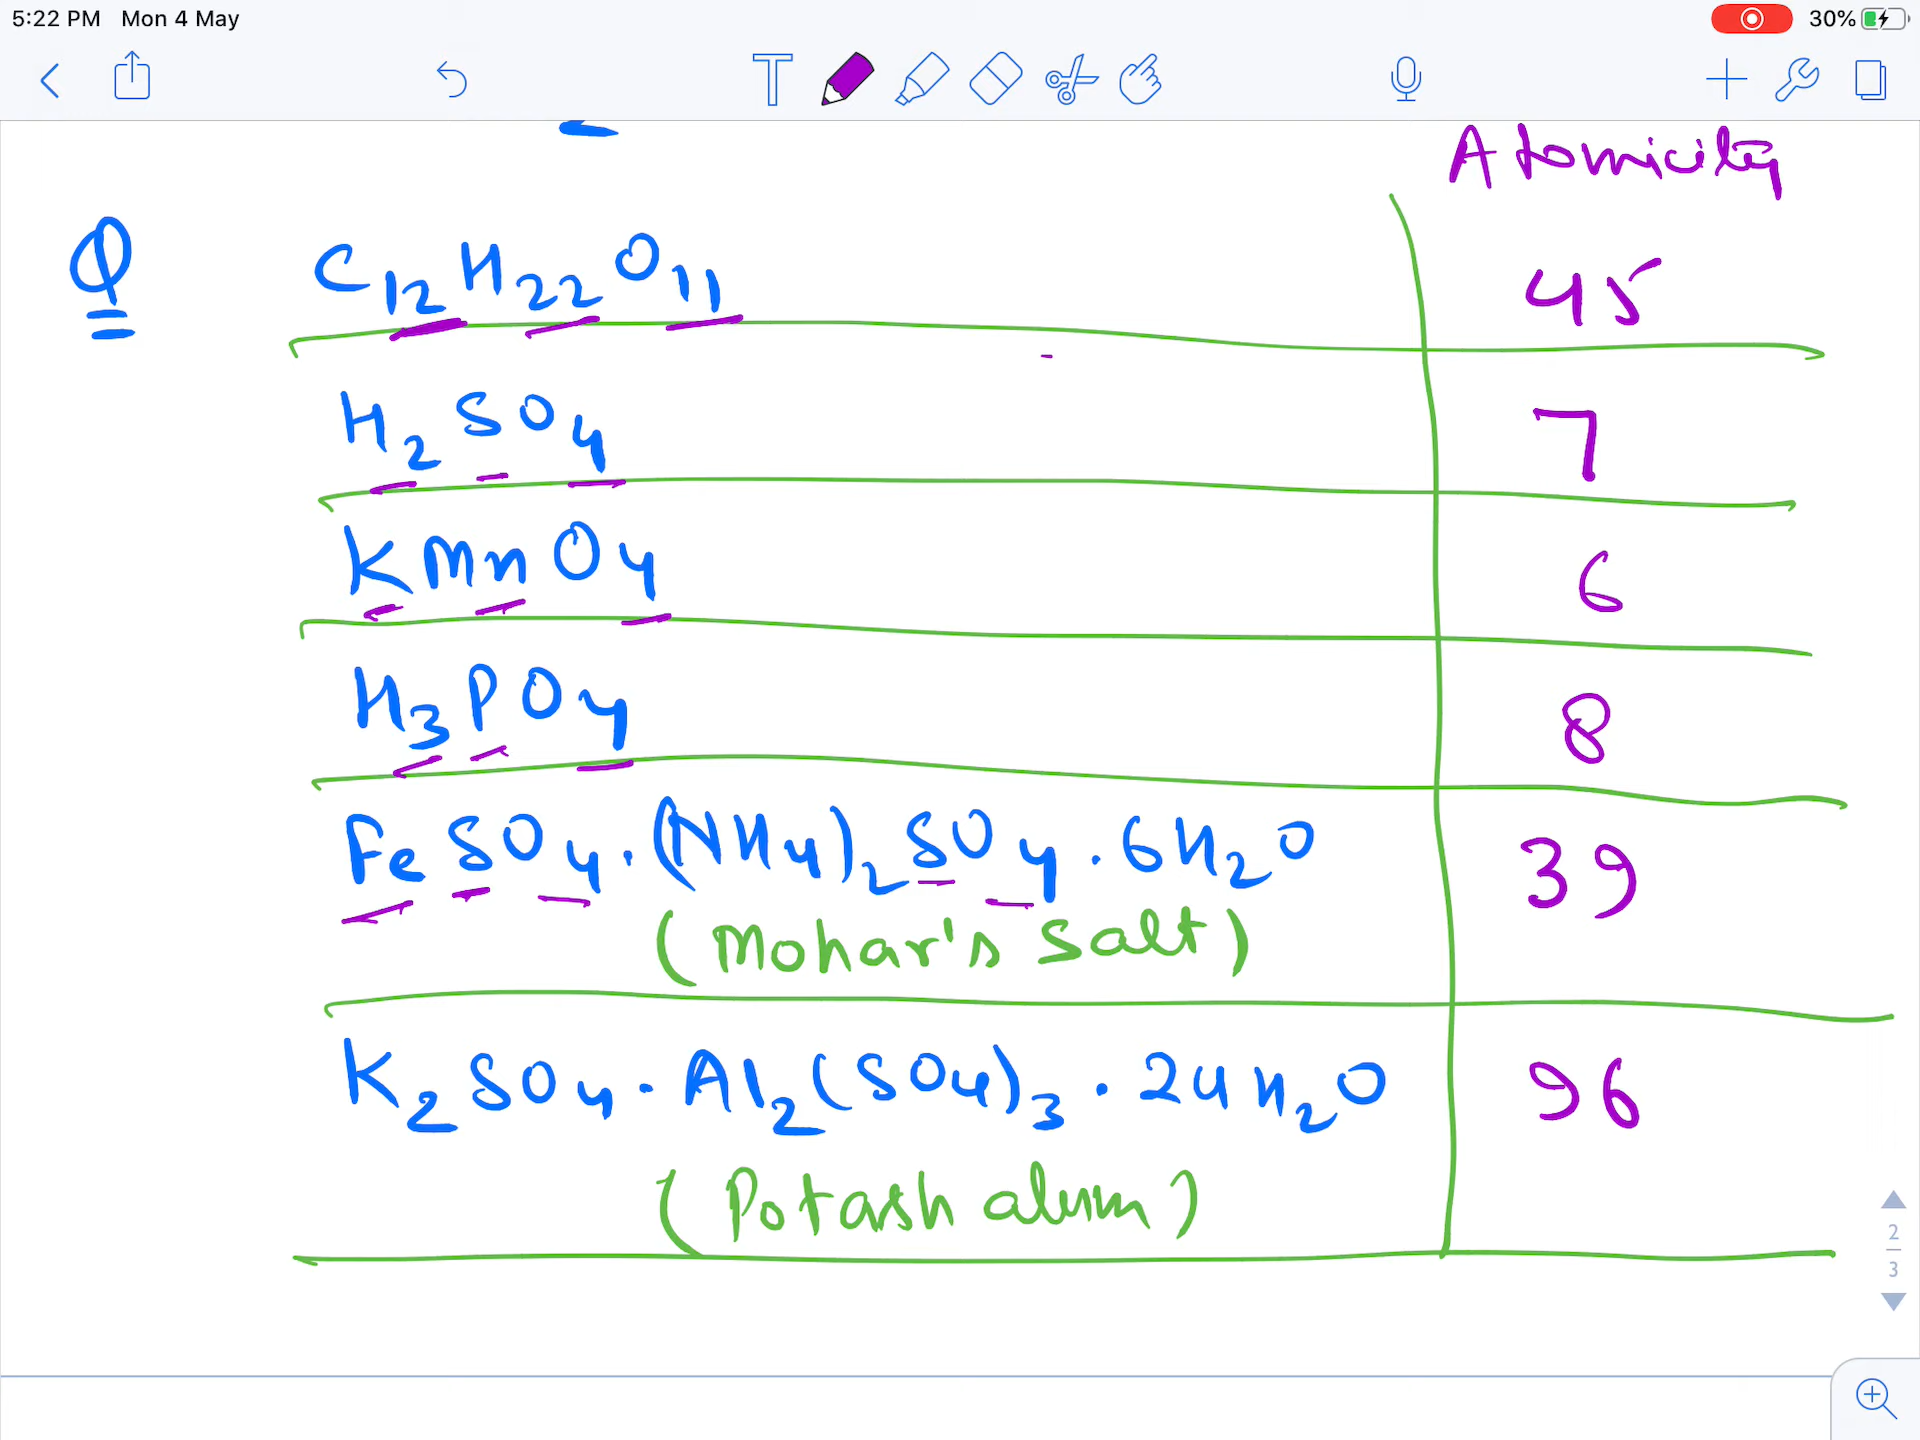 5:22 PM Mon 4 May 30%
T
Atomicity
Q C12H22O11 45
H2SO4 7
KMnO4 6
H3PO4 8
FeSO4.(NH4)2SO4.6H2O 39
(Mohar's Salt)
K2SO4.Al2(SO4)3.24H2O 96
(Potash alum)
2
3